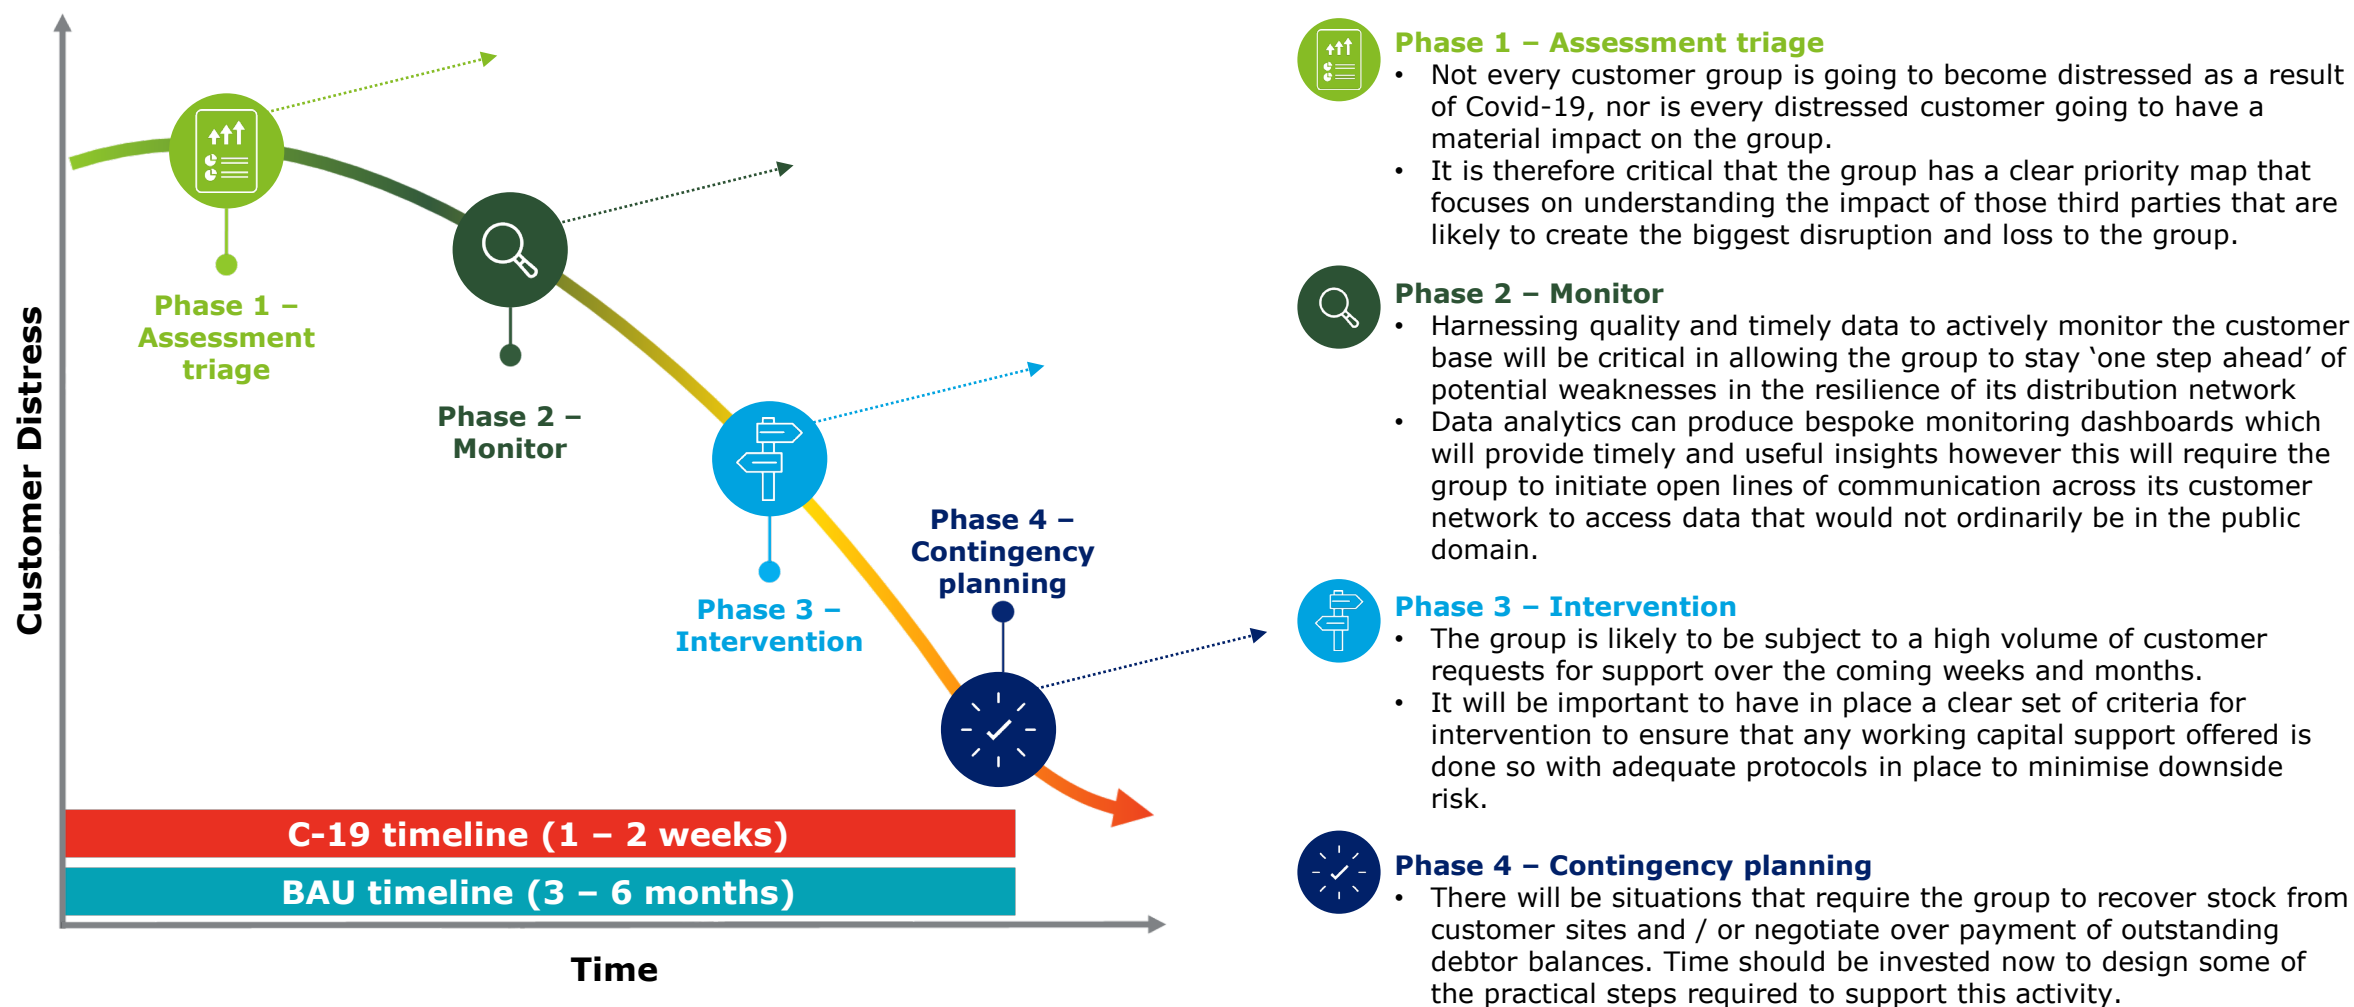 Customer Distress
Phase 1 –
Assessment
triage
Phase 2 –
Monitor
Phase 3 –
Intervention
Phase 4 –
Contingency
planning
C-19 timeline (1 – 2 weeks)
BAU timeline (3 – 6 months)
Time
Phase 1 – Assessment triage
• Not every customer group is going to become distressed as a result
of Covid-19, nor is every distressed customer going to have a
material impact on the group.
• It is therefore critical that the group has a clear priority map that
focuses on understanding the impact of those third parties that are
likely to create the biggest disruption and loss to the group.
Phase 2 – Monitor
• Harnessing quality and timely data to actively monitor the customer
base will be critical in allowing the group to stay ‘one step ahead’ of
potential weaknesses in the resilience of its distribution network
• Data analytics can produce bespoke monitoring dashboards which
will provide timely and useful insights however this will require the
group to initiate open lines of communication across its customer
network to access data that would not ordinarily be in the public
domain.
Phase 3 – Intervention
• The group is likely to be subject to a high volume of customer
requests for support over the coming weeks and months.
• It will be important to have in place a clear set of criteria for
intervention to ensure that any working capital support offered is
done so with adequate protocols in place to minimise downside
risk.
Phase 4 – Contingency planning
• There will be situations that require the group to recover stock from
customer sites and / or negotiate over payment of outstanding
debtor balances. Time should be invested now to design some of
the practical steps required to support this activity.